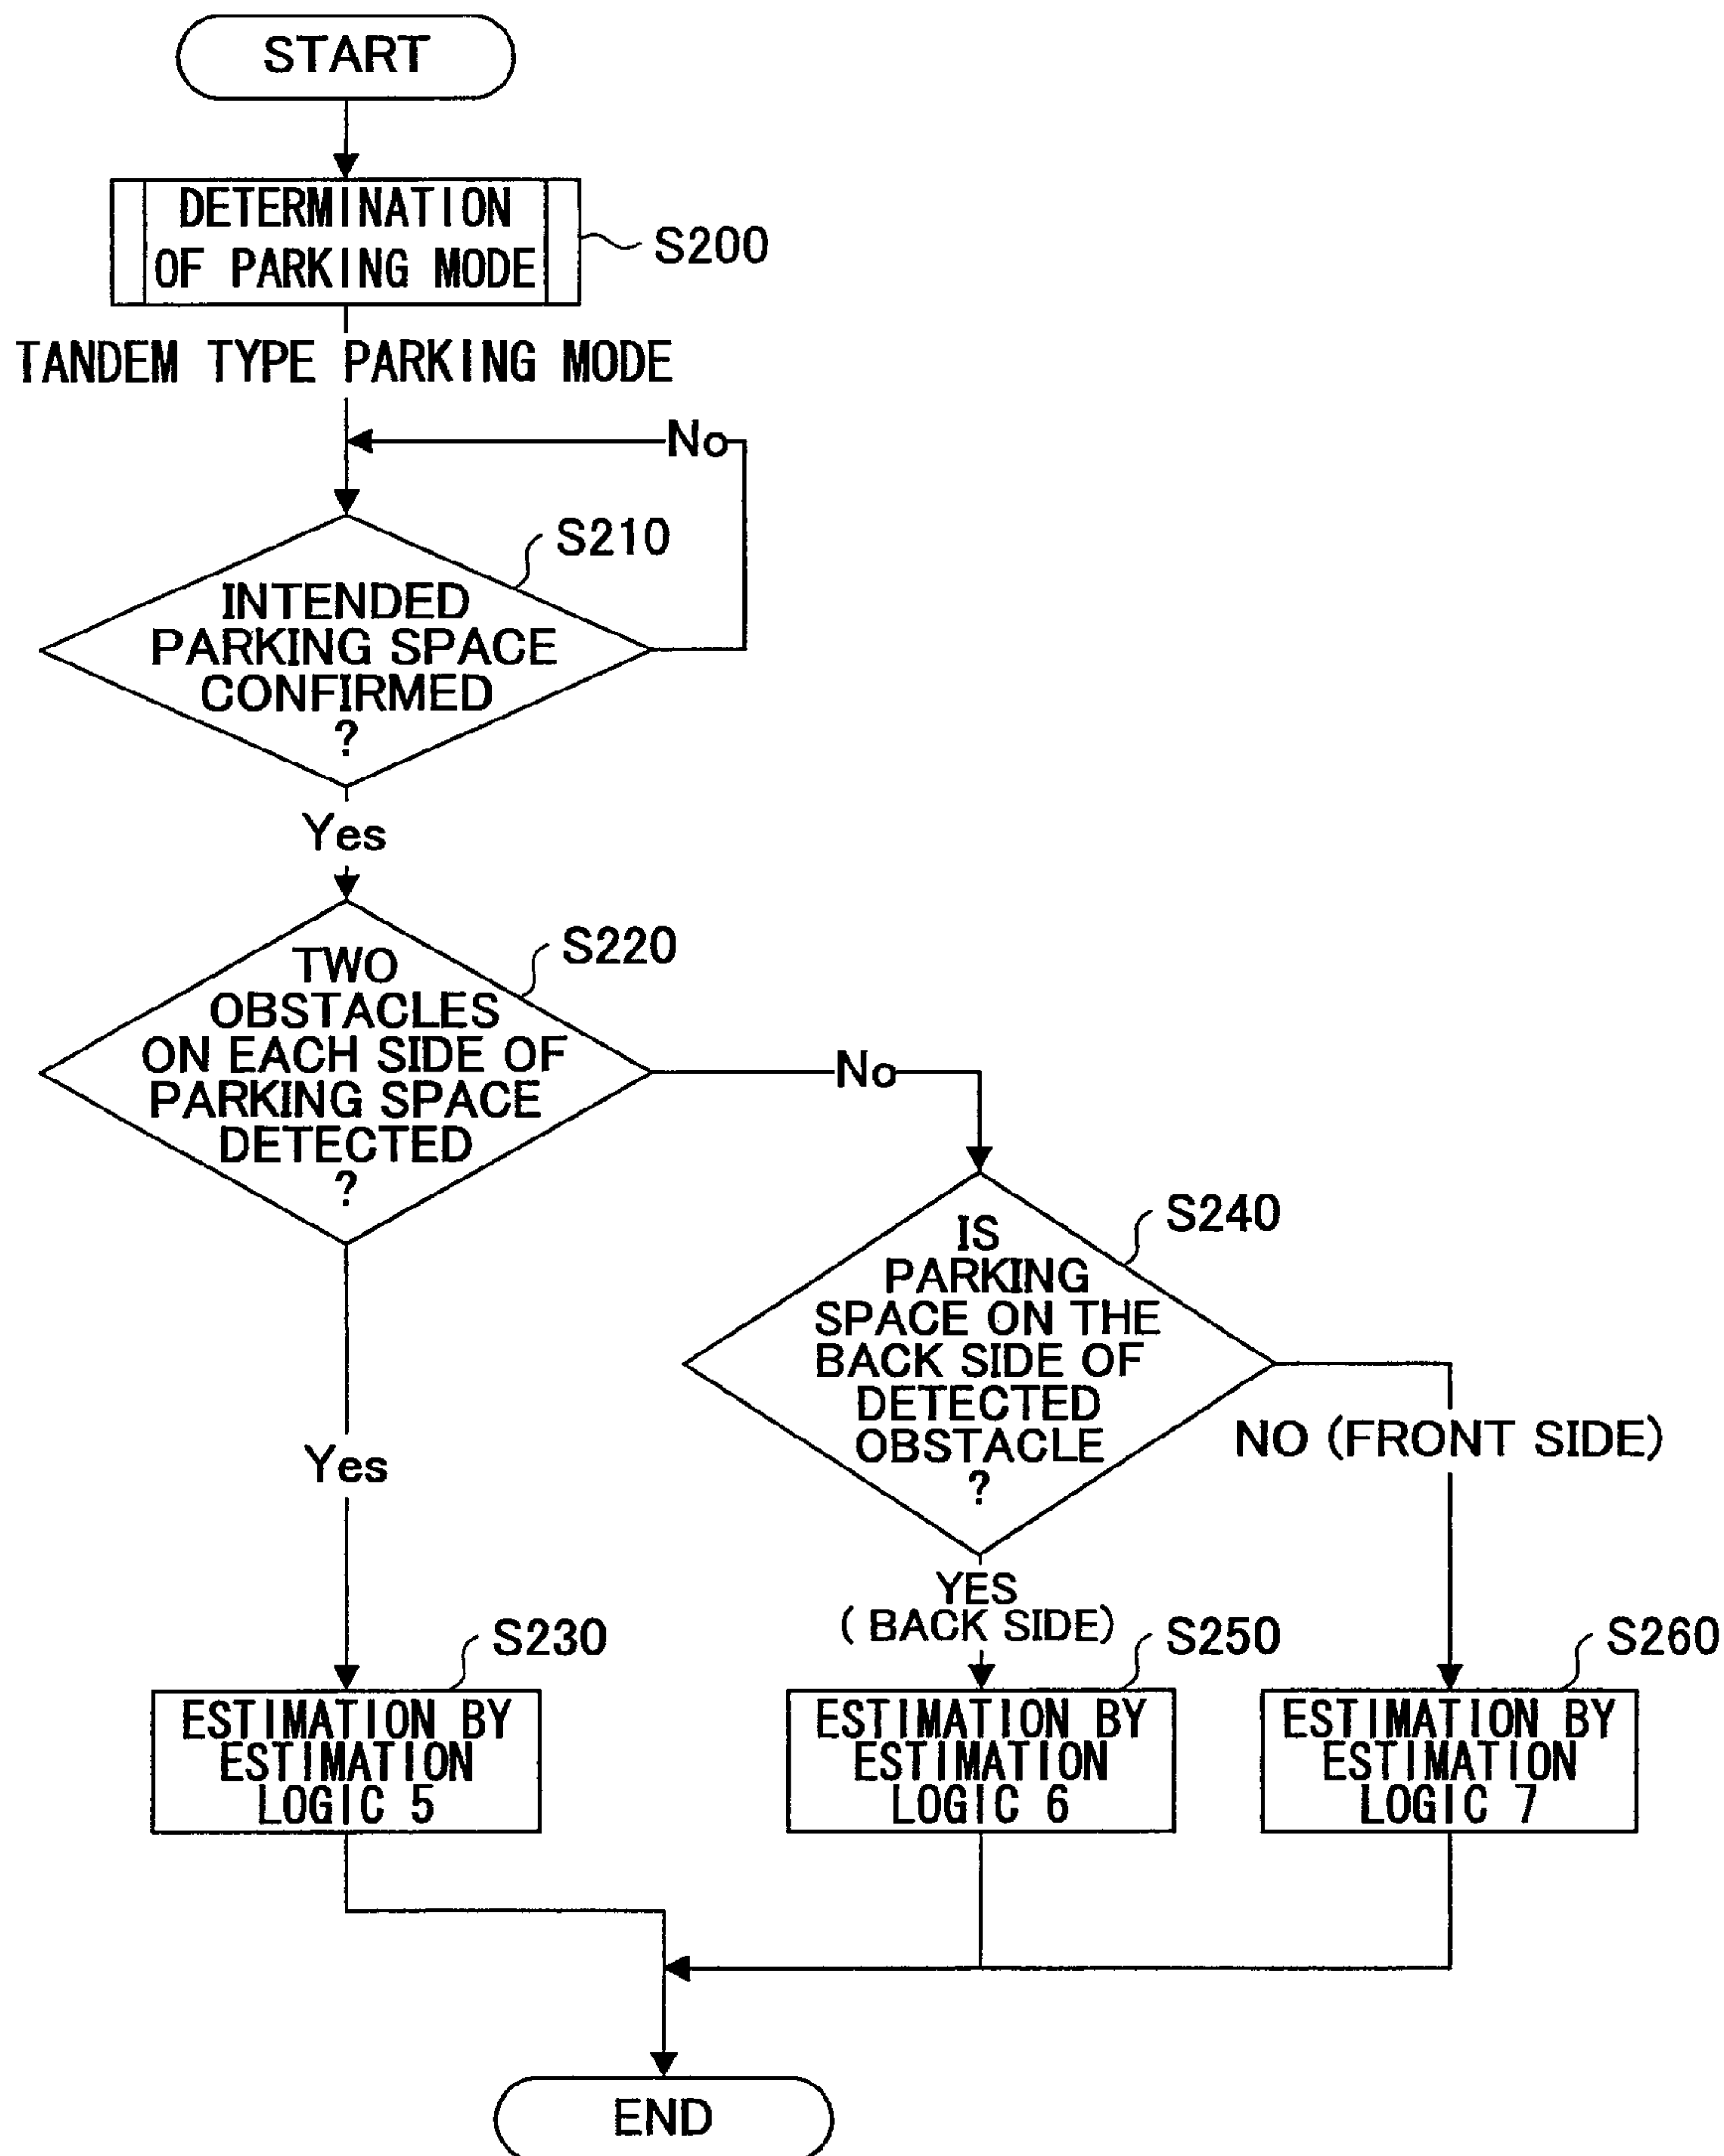 START
DETERMINATION
OF PARKING MODE
S200
TANDEM TYPE PARKING MODE
No
S210
INTENDED
PARKING SPACE
CONFIRMED
?
Yes
S220
TWO
OBSTACLES
ON EACH SIDE OF
PARKING SPACE
DETECTED
?
No
S240
IS
PARKING
SPACE ON THE
BACK SIDE OF
DETECTED
OBSTACLE
?
NO (FRONT SIDE)
Yes
YES
( BACK SIDE)
S230
ESTIMATION BY
ESTIMATION
LOGIC 5
S250
ESTIMATION BY
ESTIMATION
LOGIC 6
S260
ESTIMATION BY
ESTIMATION
LOGIC 7
END